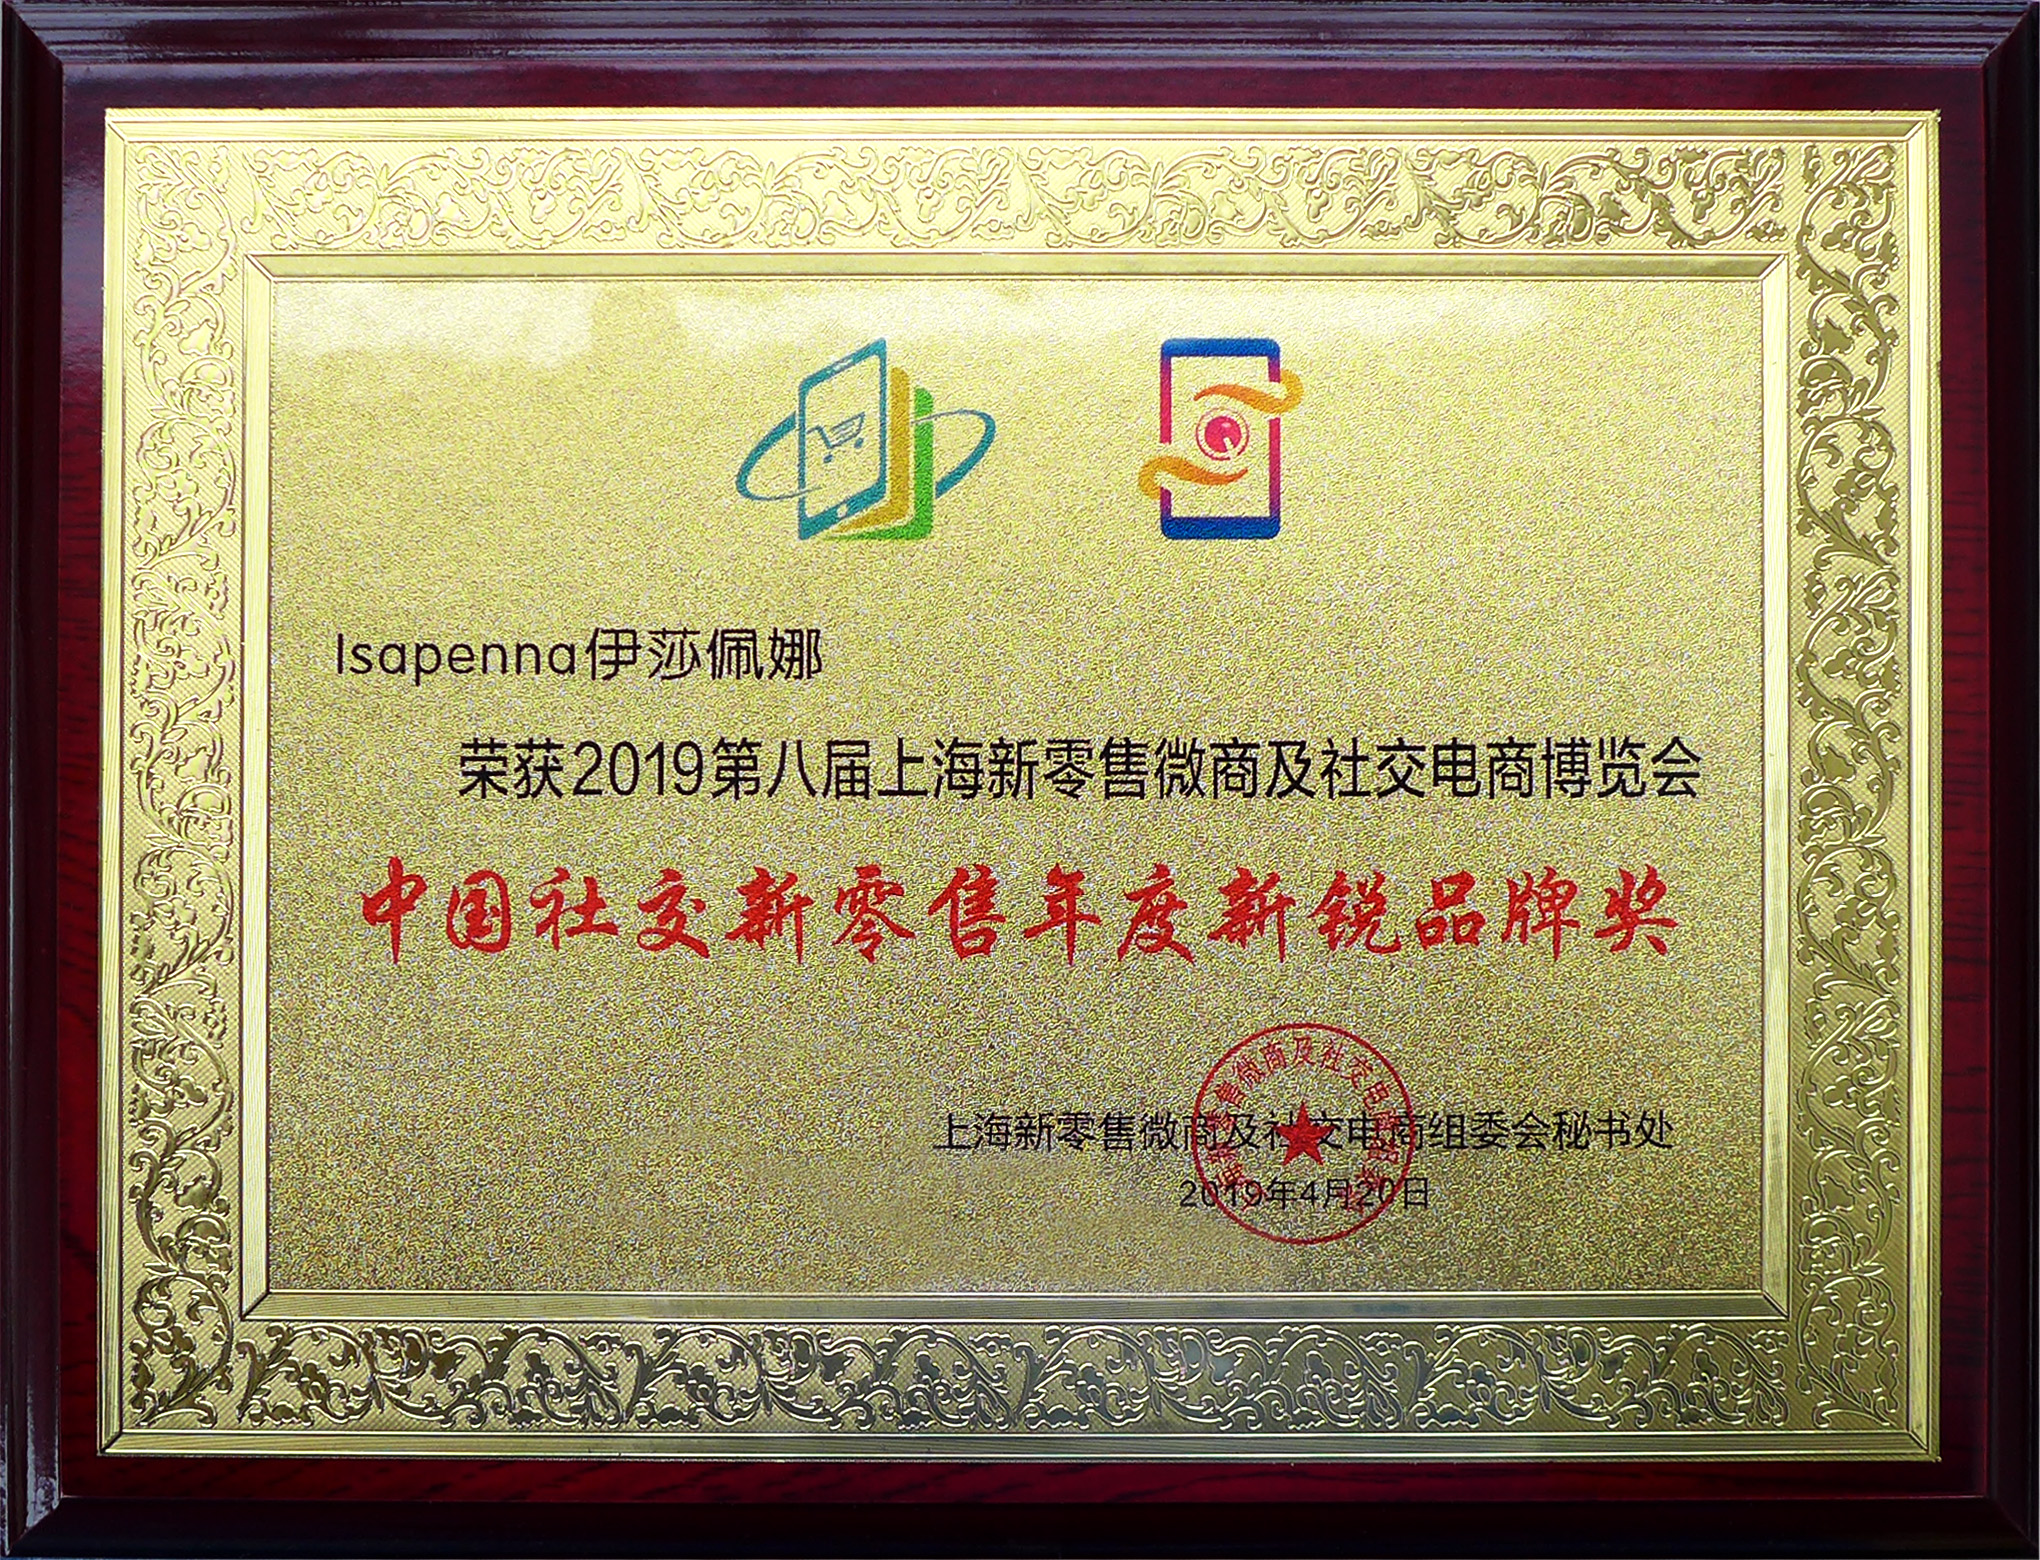 Isapenna伊莎佩娜
荣获2019第八届上海新零售微商及社交电商博览会
中国社交新零售年度新锐品牌奖
上海新零售微商及社交电商组委会秘书处
2019年4月20日